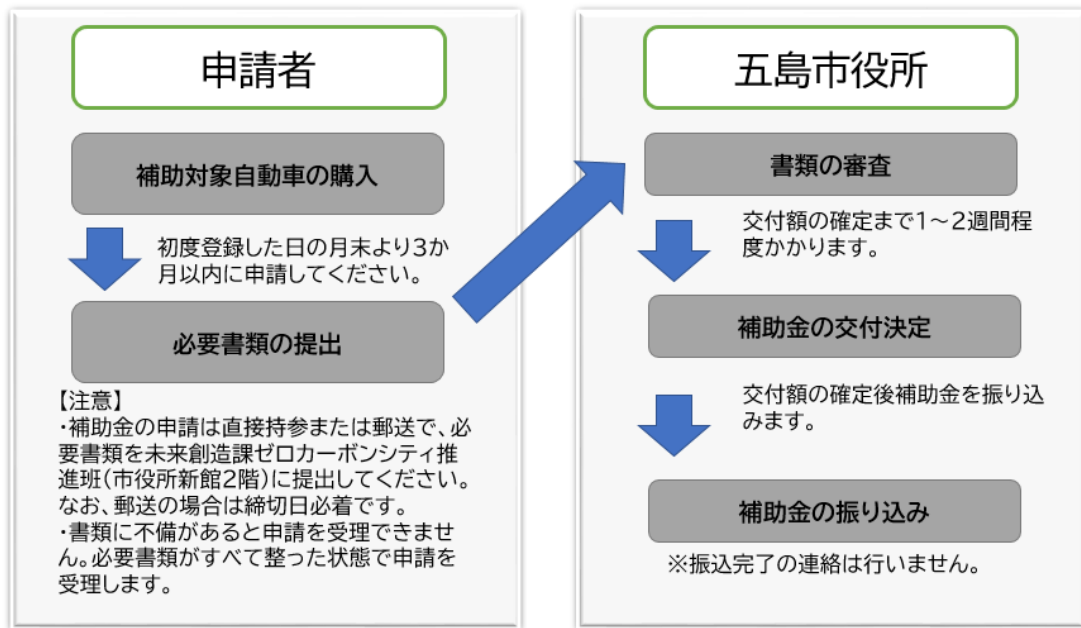 申請者
補助対象自動車の購入
初度登録した日の月末より3か
月以内に申請してください。
必要書類の提出
【注意】
・補助金の申請は直接持参または郵送で、必
要書類を未来創造課ゼロカーボンシティ推
進班(市役所新館2階)に提出してください。
なお、郵送の場合は締切日必着です。
・書類に不備があると申請を受理できませ
ん。必要書類がすべて整った状態で申請を
受理します。
五島市役所
書類の審査
交付額の確定まで1～2週間程
度かかります。
補助金の交付決定
交付額の確定後補助金を振り込
みます。
補助金の振り込み
※振込完了の連絡は行いません。